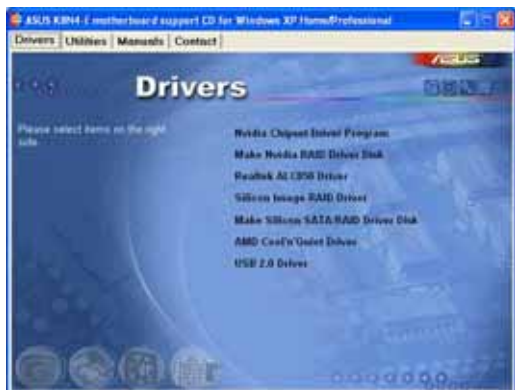 ASUS K8N4-E motherboard support CD for Windows XP Home/Professional
Drivers Utilities Manuals Contact
ASUS
Drivers
Please select items on the right side.
Nvidia Chipset Driver Program
Make Nvidia RAID Driver Disk
Realtek ALC850 Driver
Silicon Image RAID Driver
Make Silicon SATA RAID Driver Disk
AMD Cool'n'Quiet Driver
USB 2.0 Driver